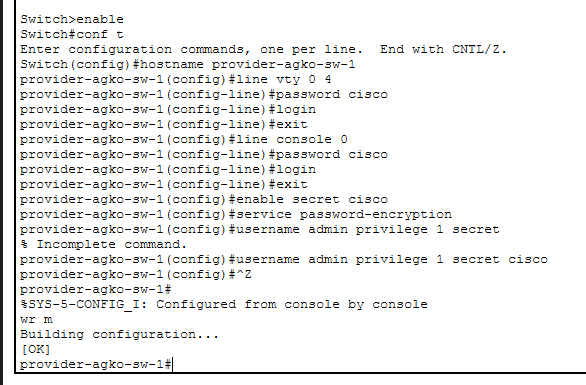 Switch>enable
Switch#conf t
Enter configuration commands, one per line.  End with CNTL/Z.
Switch(config)#hostname provider-agko-sw-1
provider-agko-sw-1(config)#line vty 0 4
provider-agko-sw-1(config-line)#password cisco
provider-agko-sw-1(config-line)#login
provider-agko-sw-1(config-line)#exit
provider-agko-sw-1(config)#line console 0
provider-agko-sw-1(config-line)#password cisco
provider-agko-sw-1(config-line)#login
provider-agko-sw-1(config-line)#exit
provider-agko-sw-1(config)#enable secret cisco
provider-agko-sw-1(config)#service password-encryption
provider-agko-sw-1(config)#username admin privilege 1 secret
% Incomplete command.
provider-agko-sw-1(config)#username admin privilege 1 secret cisco
provider-agko-sw-1(config)#^Z
provider-agko-sw-1#
%SYS-5-CONFIG_I: Configured from console by console
wr m
Building configuration...
[OK]
provider-agko-sw-1#